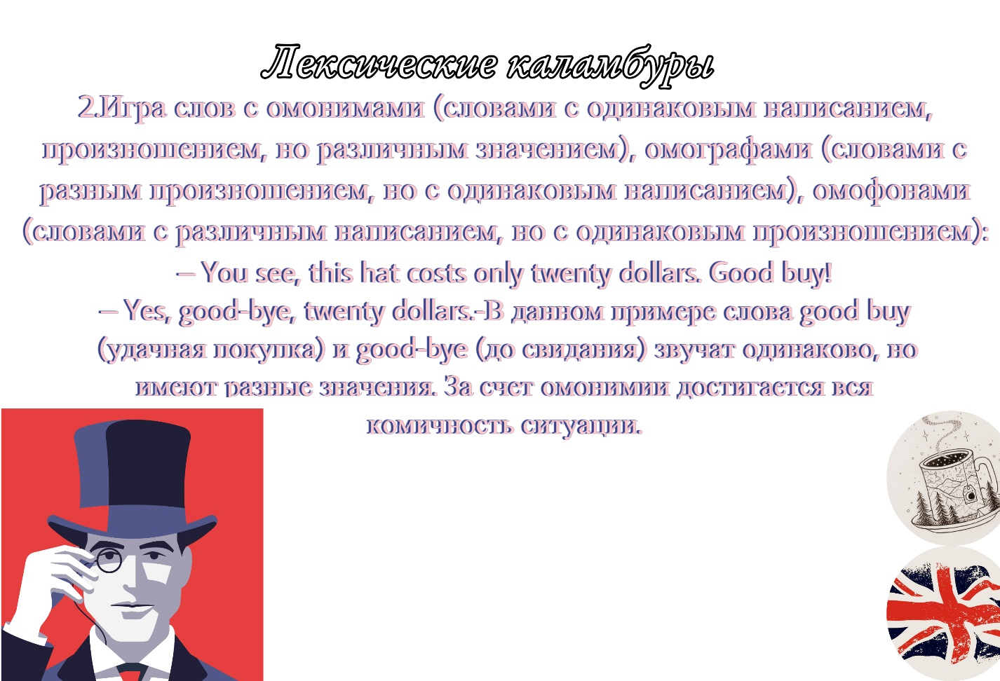 Лексические каламбуры
2.Игра слов с омонимами (словами с одинаковым написанием,
произношением, но различным значением), омографами (словами с
разным произношением, но с одинаковым написанием), омофонами
(словами с различным написанием, но с одинаковым произношением):
– You see, this hat costs only twenty dollars. Good buy!
– Yes, good-bye, twenty dollars.-В данном примере слова good buy
(удачная покупка) и good-bye (до свидания) звучат одинаково, но
имеют разные значения. За счет омонимии достигается вся
комичность ситуации.